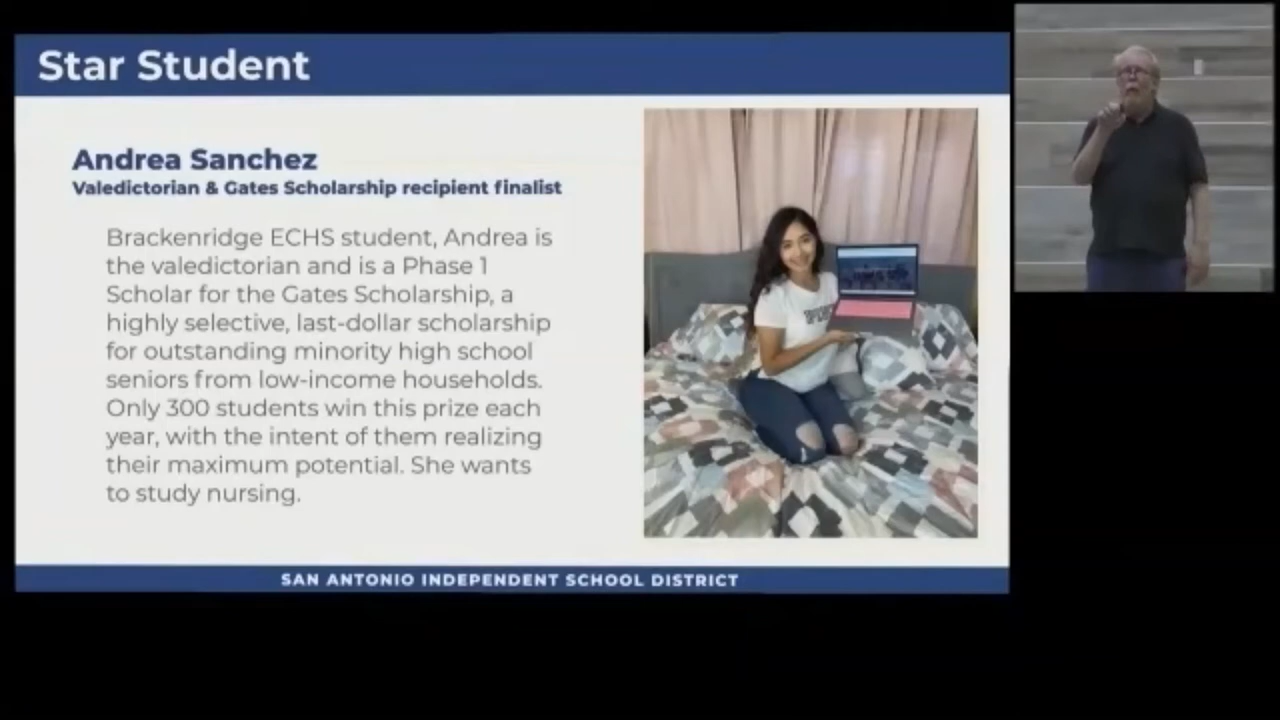 Star Student
Andrea Sanchez
Valedictorian & Gates Scholarship recipient finalist
Brackenridge ECHS student, Andrea is
the valedictorian and is a Phase 1
Scholar for the Gates Scholarship, a
highly selective, last-dollar scholarship
for outstanding minority high school
seniors from low-income households.
Only 300 students win this prize each
year, with the intent of them realizing
their maximum potential. She wants
to study nursing.
SAN ANTONIO INDEPENDENT SCHOOL DISTRICT